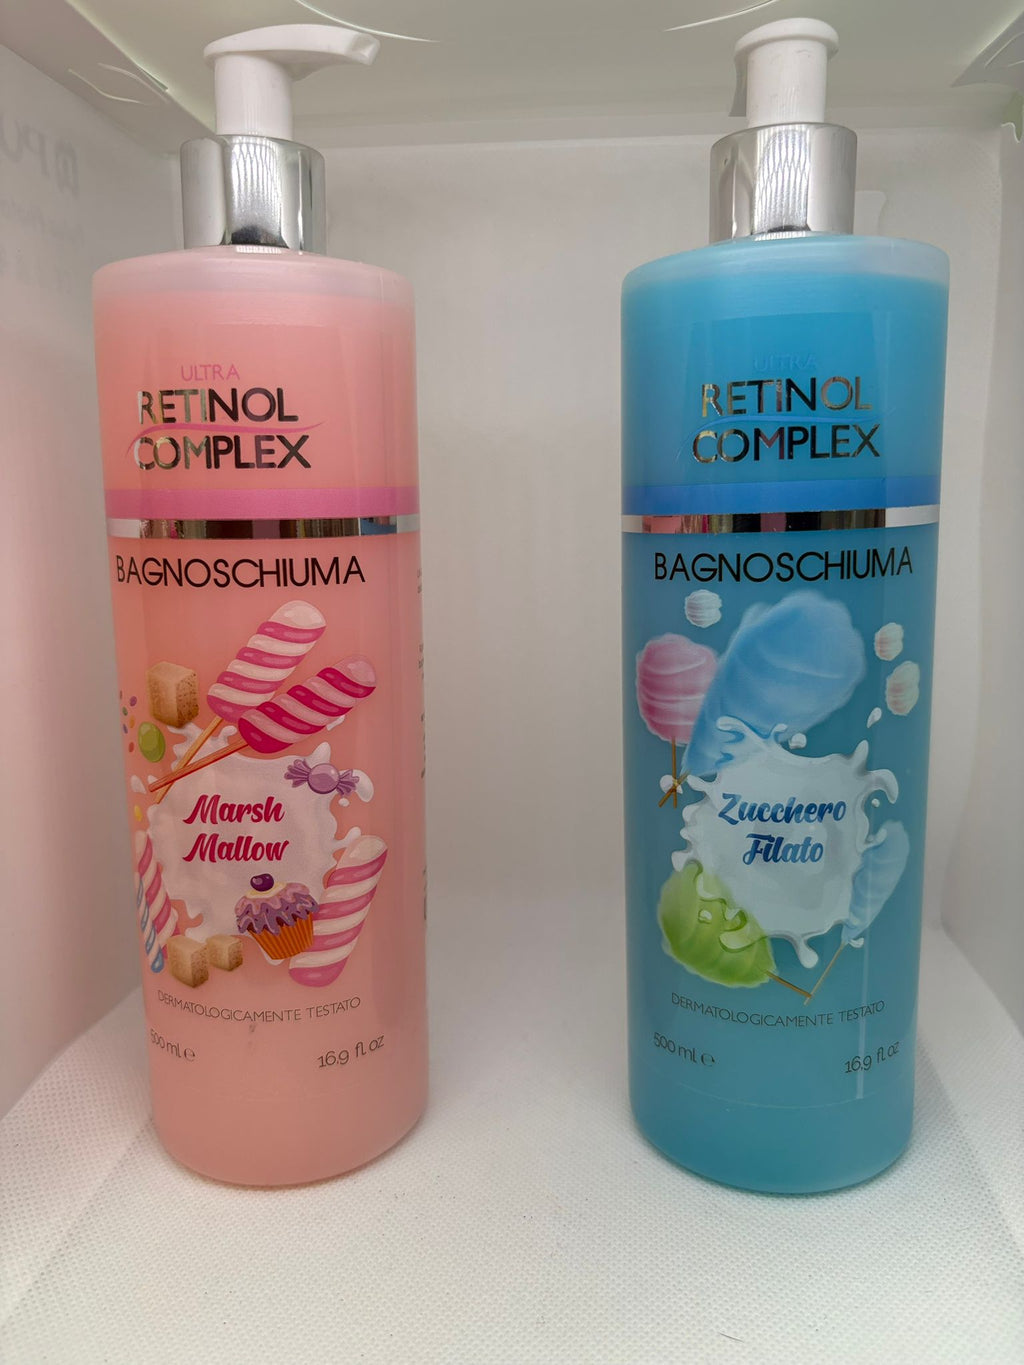 ULTRA
RETINOL
COMPLEX
BAGNOSCHIUMA
Marsh
Mallow
DERMATOLOGICAMENTE TESTATO
500 ml ℮
16,9 fl. oz
ULTRA
RETINOL
COMPLEX
BAGNOSCHIUMA
Zucchero
Filato
DERMATOLOGICAMENTE TESTATO
500 ml ℮
16,9 fl. oz